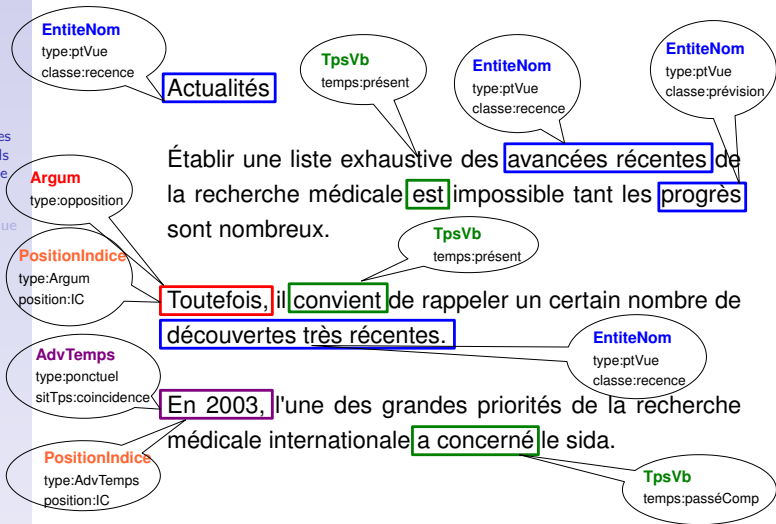 EntiteNom
type:ptVue
classe:recence
TpsVb
temps:présent
EntiteNom
type:ptVue
classe:recence
EntiteNom
type:ptVue
classe:prévision
Actualités
Établir une liste exhaustive des avancées récentes de
la recherche médicale est impossible tant les progrès
sont nombreux.
Argum
type:opposition
TpsVb
temps:présent
PositionIndice
type:Argum
position:IC
Toutefois, il convient de rappeler un certain nombre de
découvertes très récentes.
EntiteNom
type:ptVue
classe:recence
AdvTemps
type:ponctuel
sitTps:coincidence
En 2003, l'une des grandes priorités de la recherche
médicale internationale a concerné le sida.
PositionIndice
type:AdvTemps
position:IC
TpsVb
temps:passéComp